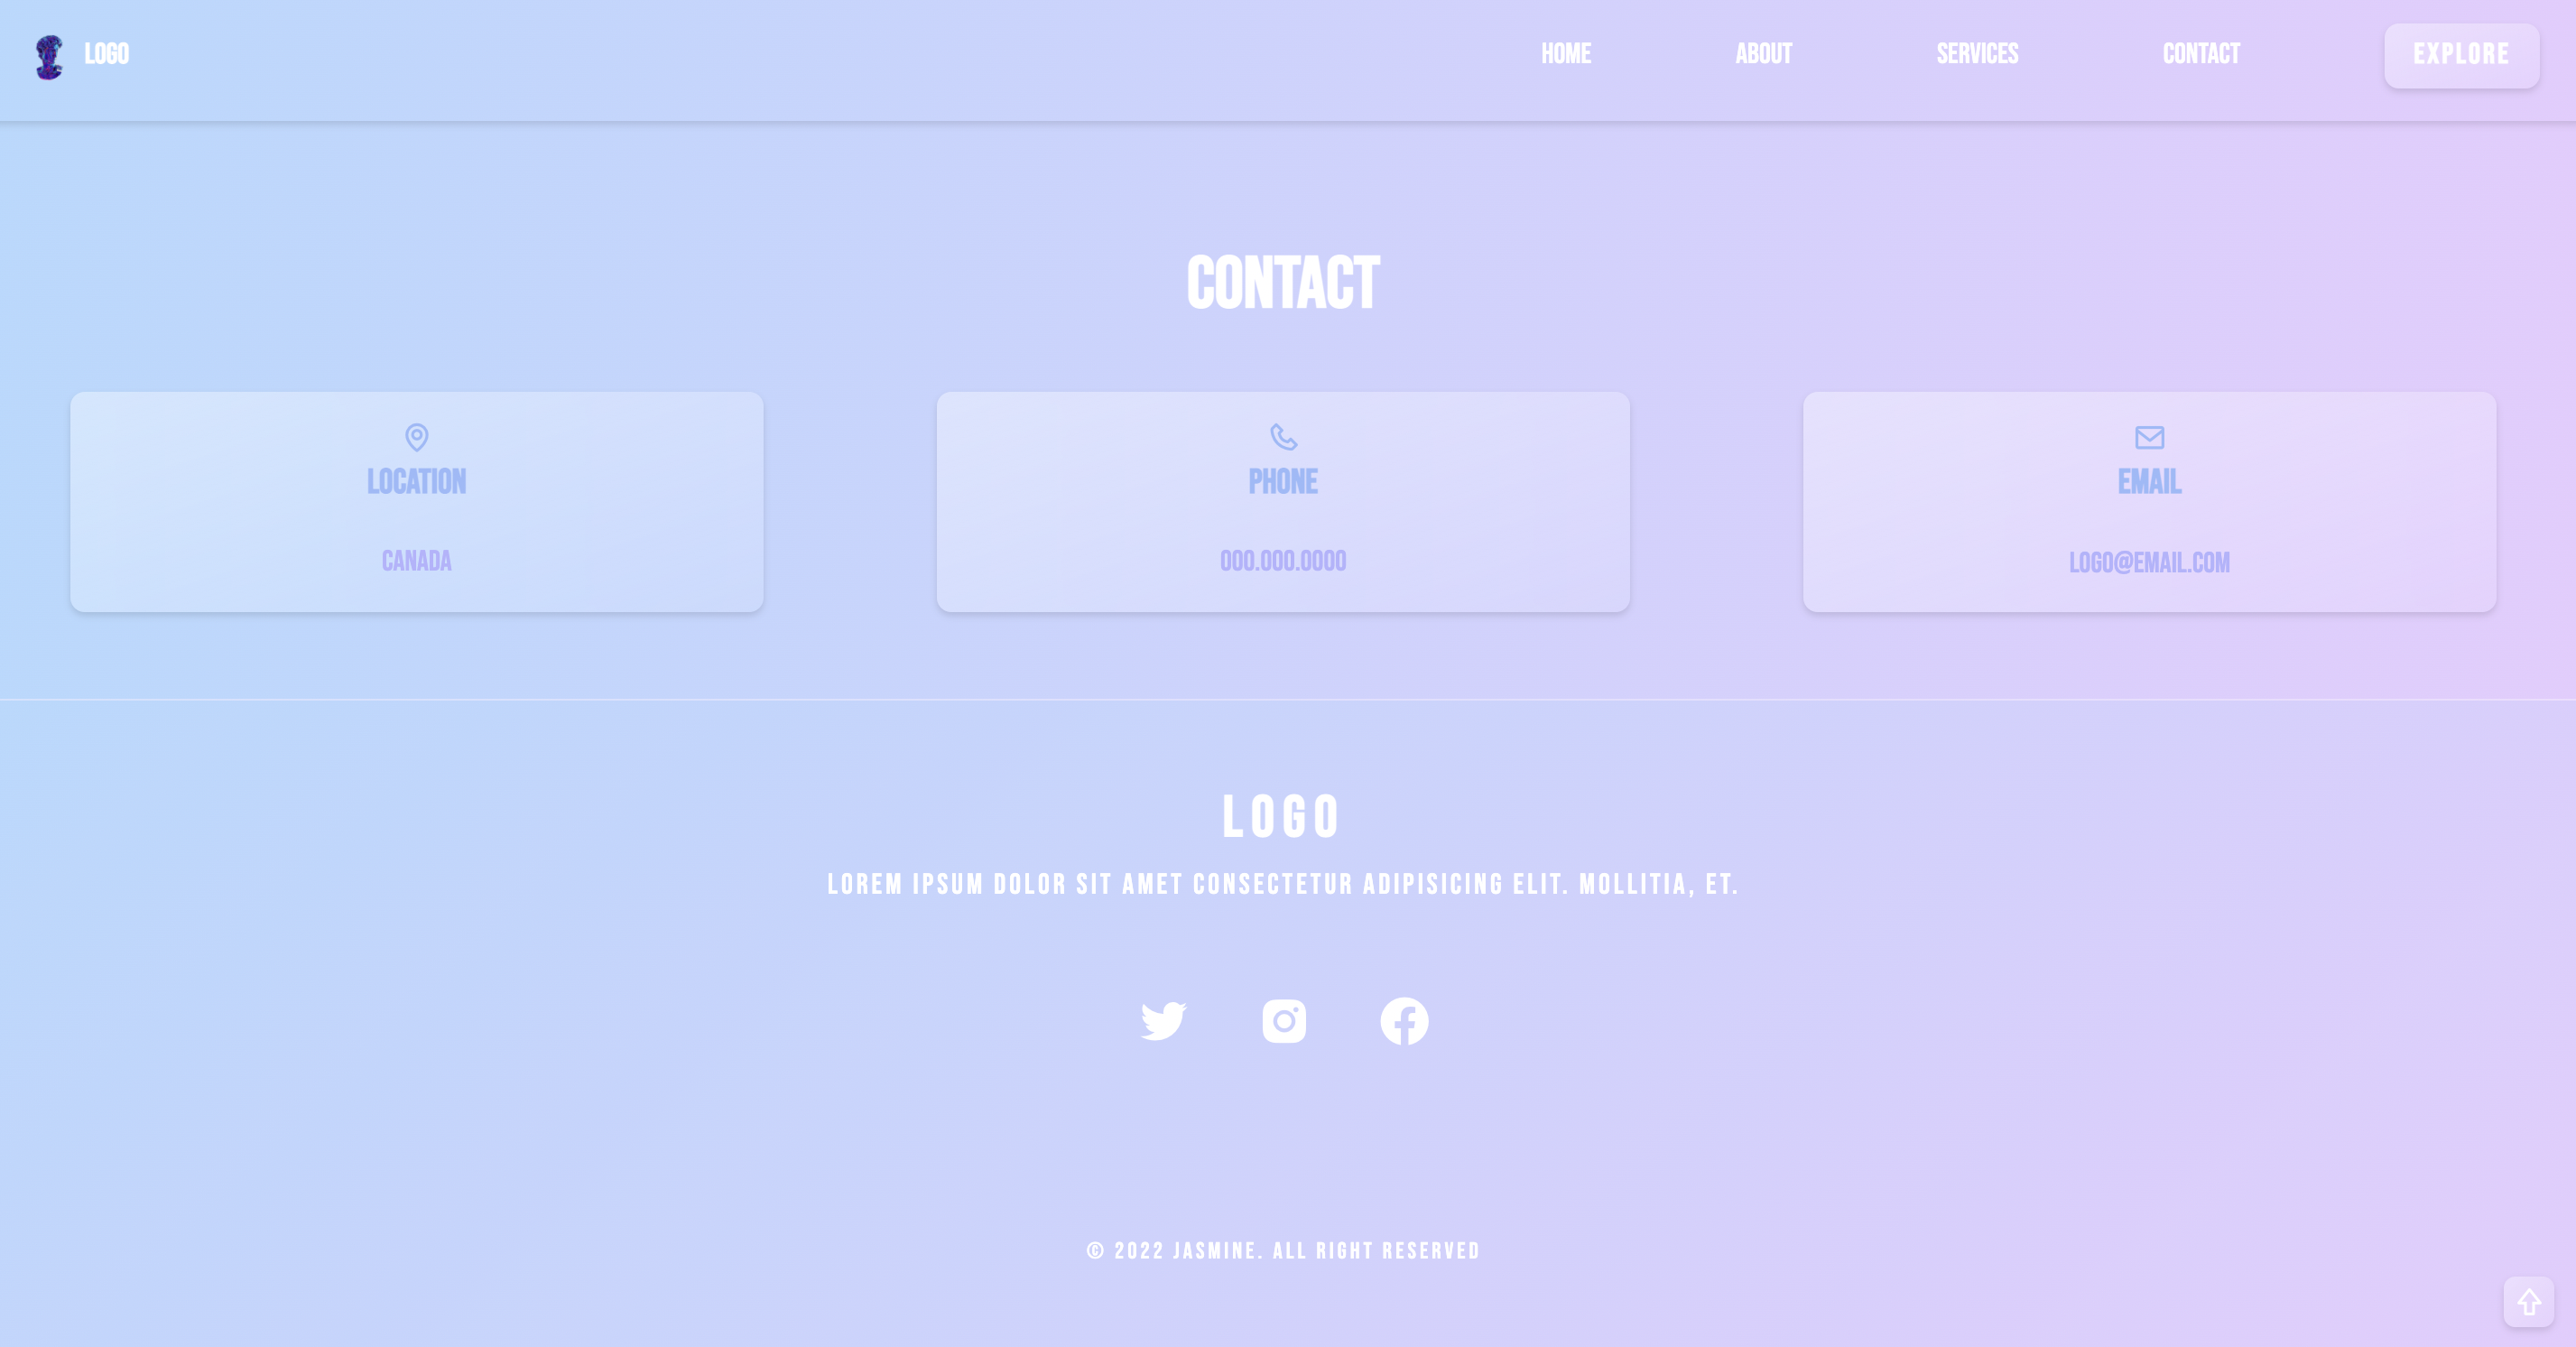 LOGO
HOME
ABOUT
SERVICES
CONTACT
EXPLORE
CONTACT
LOCATION
CANADA
PHONE
000.000.0000
EMAIL
LOGO@EMAIL.COM
LOGO
LOREM IPSUM DOLOR SIT AMET CONSECTETUR ADIPISICING ELIT. MOLLITIA, ET.
© 2022 JASMINE. ALL RIGHT RESERVED